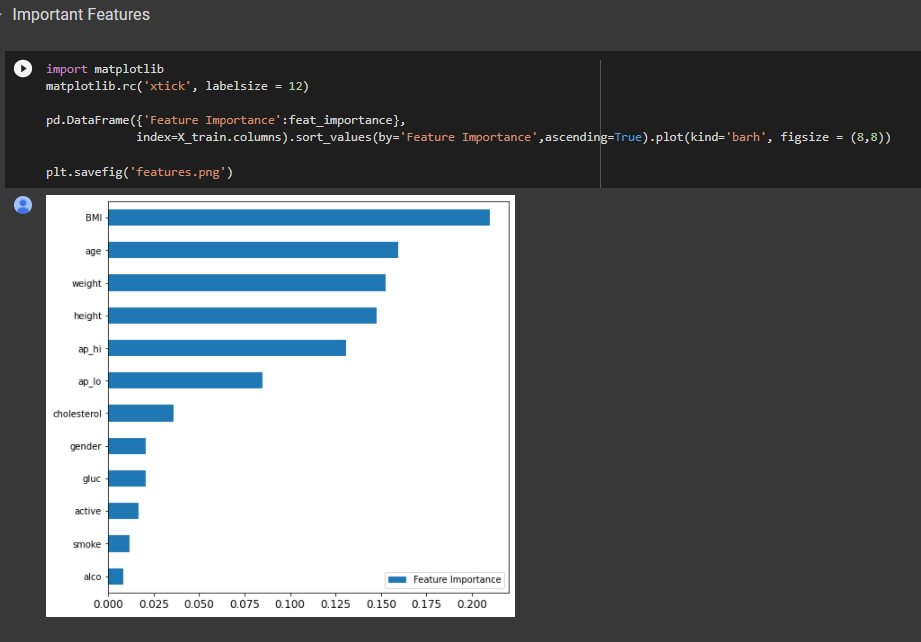 Important Features
import matplotlib
matplotlib.rc('xtick', labelsize = 12)
pd.DataFrame({'Feature Importance':feat_importance},
index=X_train.columns).sort_values(by='Feature Importance',ascending=True).plot(kind='barh', figsize = (8,8))
plt.savefig('features.png')
BMI
age
weight
height
ap_hi
ap_lo
cholesterol
gender
gluc
active
smoke
alco
Feature Importance
0.000 0.025 0.050 0.075 0.100 0.125 0.150 0.175 0.200